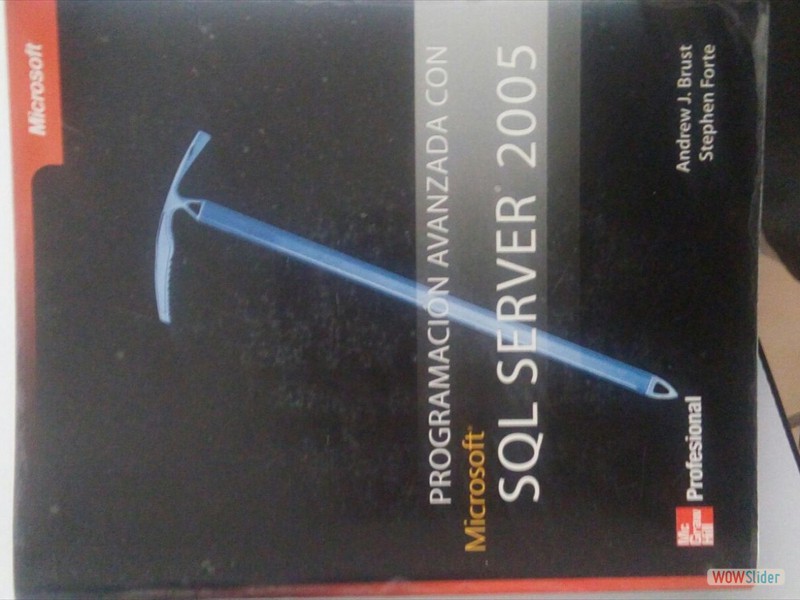 Microsoft
PROGRAMACIÓN AVANZADA CON
Microsoft®
SQL SERVER® 2005
Andrew J. Brust
Stephen Forte
Mc
Graw
Hill
Profesional
WOWSlider